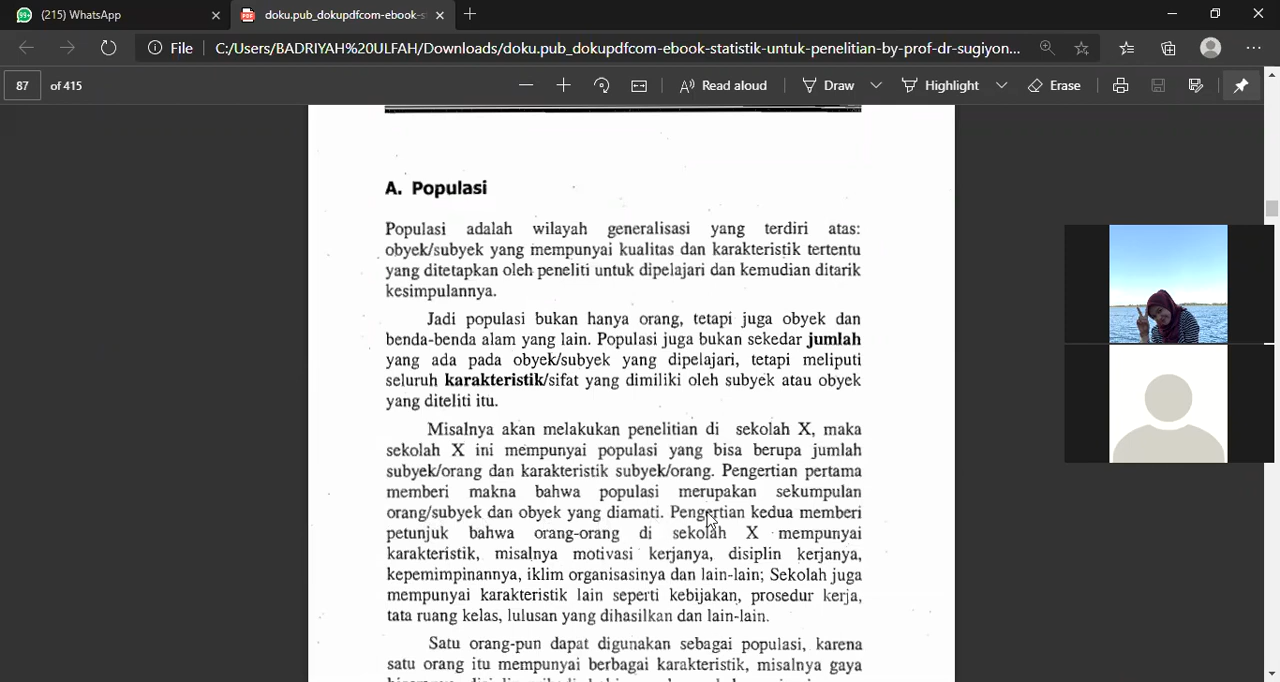 99+ (215) WhatsApp
doku.pub_dokupdfcom-ebook-s
File C:/Users/BADRIYAH%20ULFAH/Downloads/doku.pub_dokupdfcom-ebook-statistik-untuk-penelitian-by-prof-dr-sugiyon...
87 of 415 Read aloud Draw Highlight Erase
A. Populasi
Populasi adalah wilayah generalisasi yang terdiri atas:
obyek/subyek yang mempunyai kualitas dan karakteristik tertentu
yang ditetapkan oleh peneliti untuk dipelajari dan kemudian ditarik
kesimpulannya.
Jadi populasi bukan hanya orang, tetapi juga obyek dan
benda-benda alam yang lain. Populasi juga bukan sekedar jumlah
yang ada pada obyek/subyek yang dipelajari, tetapi meliputi
seluruh karakteristik/sifat yang dimiliki oleh subyek atau obyek
yang diteliti itu.
Misalnya akan melakukan penelitian di sekolah X, maka
sekolah X ini mempunyai populasi yang bisa berupa jumlah
subyek/orang dan karakteristik subyek/orang. Pengertian pertama
memberi makna bahwa populasi merupakan sekumpulan
orang/subyek dan obyek yang diamati. Pengertian kedua memberi
petunjuk bahwa orang-orang di sekolah X mempunyai
karakteristik, misalnya motivasi kerjanya, disiplin kerjanya,
kepemimpinannya, iklim organisasinya dan lain-lain; Sekolah juga
mempunyai karakteristik lain seperti kebijakan, prosedur kerja,
tata ruang kelas, lulusan yang dihasilkan dan lain-lain.
Satu orang-pun dapat digunakan sebagai populasi, karena
satu orang itu mempunyai berbagai karakteristik, misalnya gaya